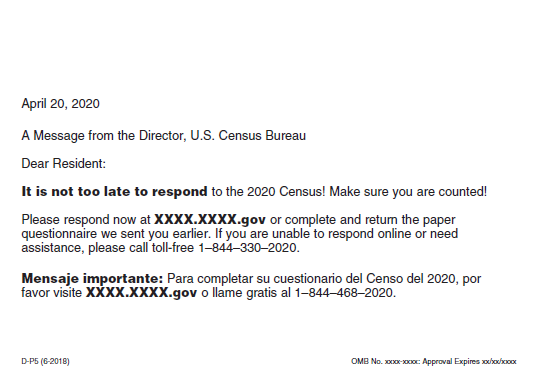 April 20, 2020
A Message from the Director, U.S. Census Bureau
Dear Resident:
It is not too late to respond to the 2020 Census! Make sure you are counted!
Please respond now at XXXX.XXXX.gov or complete and return the paper
questionnaire we sent you earlier. If you are unable to respond online or need
assistance, please call toll-free 1–844–330–2020.
Mensaje importante: Para completar su cuestionario del Censo del 2020, por
favor visite XXXX.XXXX.gov o llame gratis al 1–844–468–2020.
D-P5 (6-2018) OMB No. xxxx-xxxx: Approval Expires xx/xx/xxxx